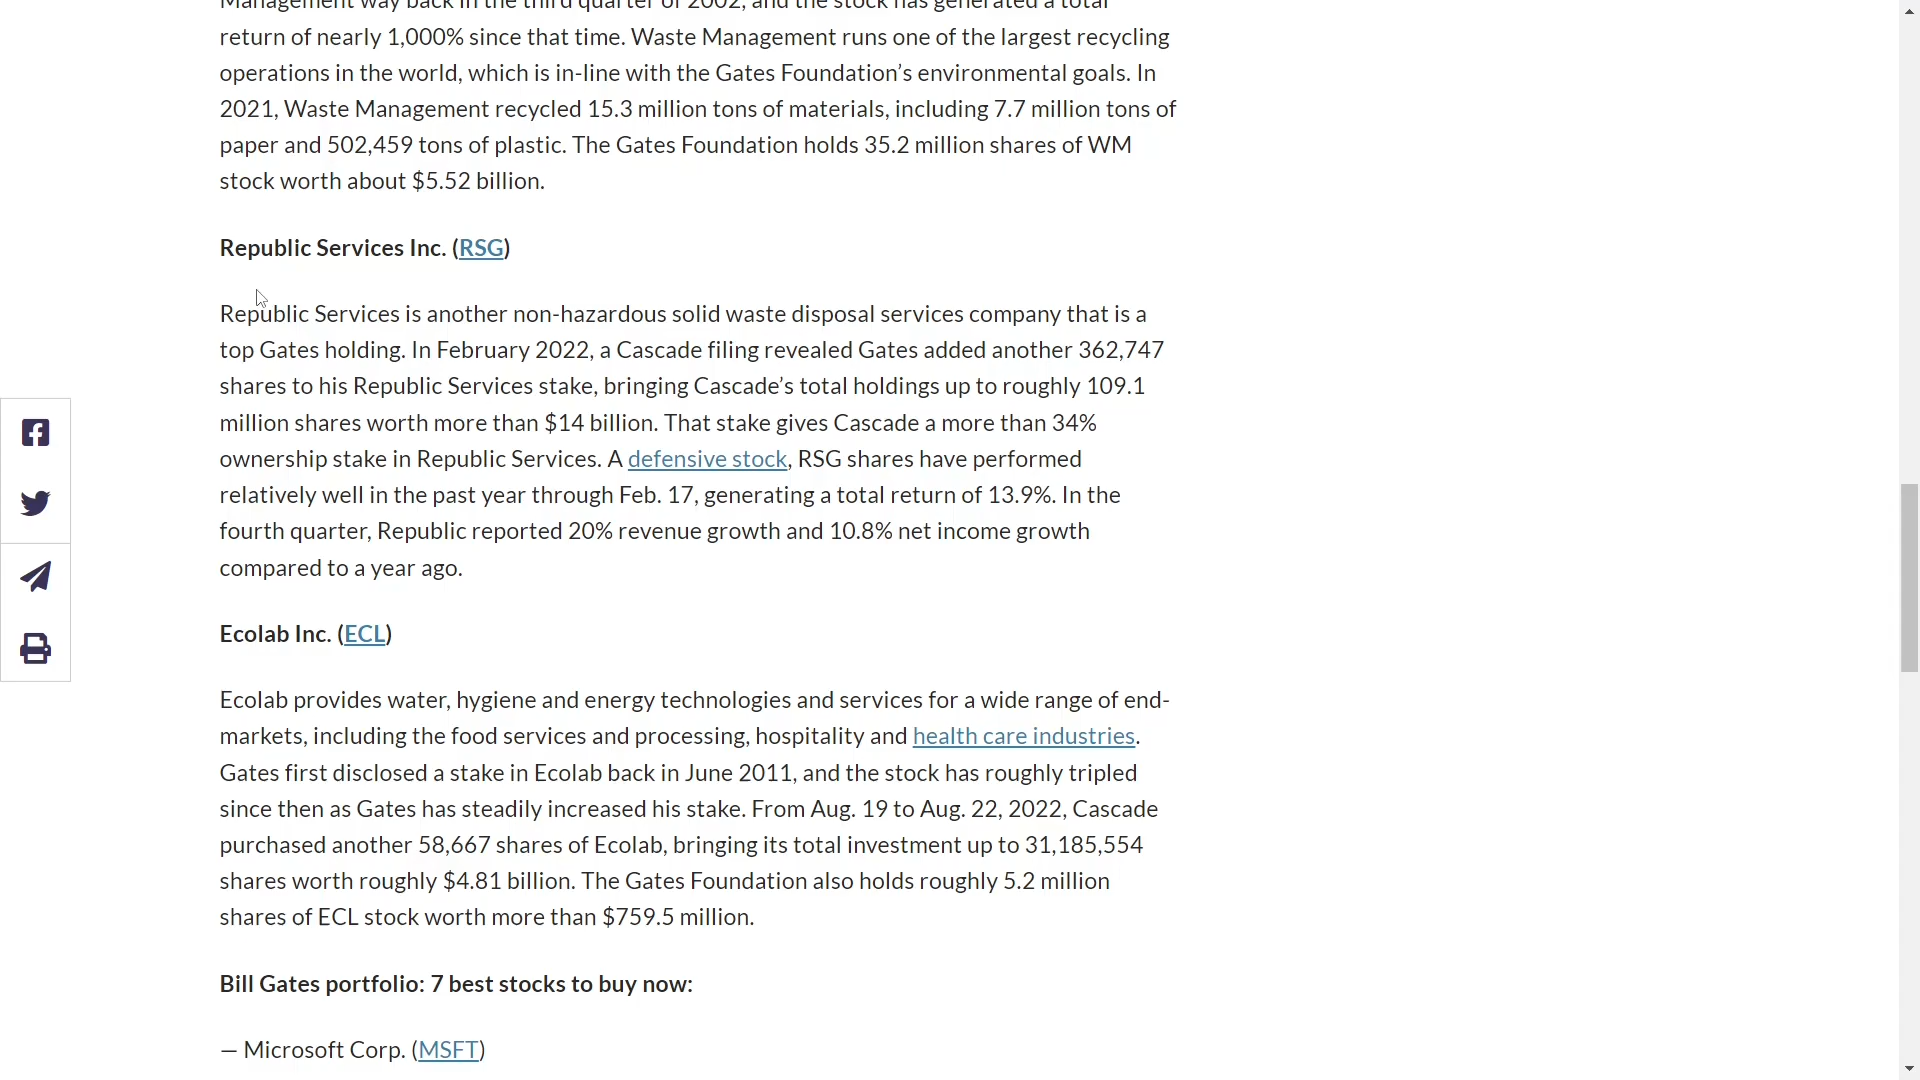 Management way back in the third quarter of 2002, and the stock has generated a total
return of nearly 1,000% since that time. Waste Management runs one of the largest recycling
operations in the world, which is in-line with the Gates Foundation’s environmental goals. In
2021, Waste Management recycled 15.3 million tons of materials, including 7.7 million tons of
paper and 502,459 tons of plastic. The Gates Foundation holds 35.2 million shares of WM
stock worth about $5.52 billion.
Republic Services Inc. (RSG)
Republic Services is another non-hazardous solid waste disposal services company that is a
top Gates holding. In February 2022, a Cascade filing revealed Gates added another 362,747
shares to his Republic Services stake, bringing Cascade’s total holdings up to roughly 109.1
million shares worth more than $14 billion. That stake gives Cascade a more than 34%
ownership stake in Republic Services. A defensive stock, RSG shares have performed
relatively well in the past year through Feb. 17, generating a total return of 13.9%. In the
fourth quarter, Republic reported 20% revenue growth and 10.8% net income growth
compared to a year ago.
Ecolab Inc. (ECL)
Ecolab provides water, hygiene and energy technologies and services for a wide range of end-
markets, including the food services and processing, hospitality and health care industries.
Gates first disclosed a stake in Ecolab back in June 2011, and the stock has roughly tripled
since then as Gates has steadily increased his stake. From Aug. 19 to Aug. 22, 2022, Cascade
purchased another 58,667 shares of Ecolab, bringing its total investment up to 31,185,554
shares worth roughly $4.81 billion. The Gates Foundation also holds roughly 5.2 million
shares of ECL stock worth more than $759.5 million.
Bill Gates portfolio: 7 best stocks to buy now:
— Microsoft Corp. (MSFT)